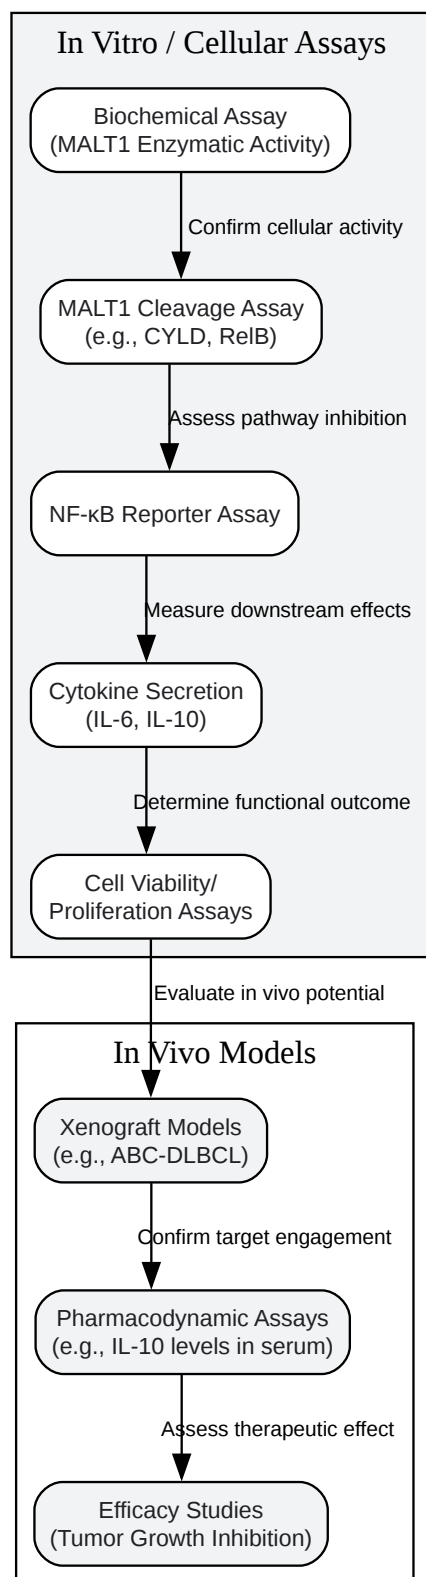 In Vitro / Cellular Assays
Biochemical Assay
(MALT1 Enzymatic Activity)
Confirm cellular activity
MALT1 Cleavage Assay
(e.g., CYLD, RelB)
Assess pathway inhibition
NF-κB Reporter Assay
Measure downstream effects
Cytokine Secretion
(IL-6, IL-10)
Determine functional outcome
Cell Viability/
Proliferation Assays
Evaluate in vivo potential
In Vivo Models
Xenograft Models
(e.g., ABC-DLBCL)
Confirm target engagement
Pharmacodynamic Assays
(e.g., IL-10 levels in serum)
Assess therapeutic effect
Efficacy Studies
(Tumor Growth Inhibition)